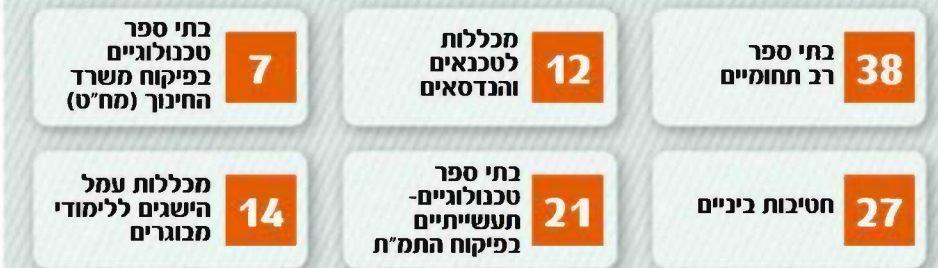 38
בתי ספר
רב תחומיים
12
מכללות
לטכנאים
והנדסאים
7
בתי ספר
טכנולוגיים
בפיקוח משרד
החינוך (מח"ט)
27
חטיבות ביניים
21
בתי ספר
טכנולוגיים-
תעשייתיים
בפיקוח התמ"ת
14
מכללות עמל
הישגים ללימודי
מבוגרים